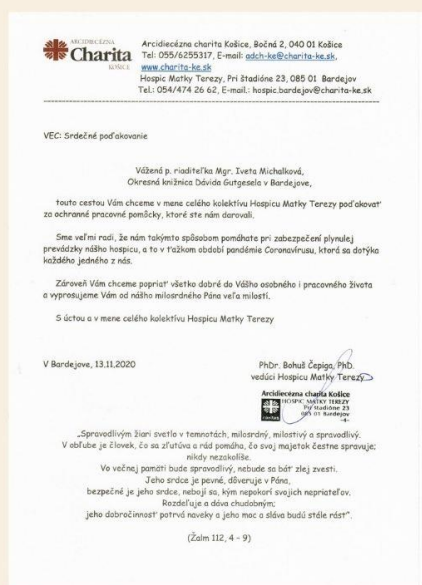 ARCIDIECÉZNA
Charita
KOŠICE
Arcidiecézna charita Košice, Bočná 2, 040 01 Košice
Tel: 055/6255317, E-mail: adch-ke@charita-ke.sk,
www.charita-ke.sk
Hospic Matky Terezy, Pri štadióne 23, 085 01 Bardejov
Tel.: 054/474 26 62, E-mail.: hospic.bardejov@charita-ke.sk
VEC: Srdečné poďakovanie
Vážená p. riaditeľka Mgr. Iveta Michalková,
Okresná knižnica Dávida Gutgesela v Bardejove,
touto cestou Vám chceme v mene celého kolektívu Hospicu Matky Terezy poďakovať
za ochranné pracovné pomôcky, ktoré ste nám darovali.
Sme veľmi radi, že nám takýmto spôsobom pomáhate pri zabezpečení plynulej
prevádzky nášho hospicu, a to v ťažkom období pandémie Coronavírusu, ktorá sa dotýka
každého jedného z nás.
Zároveň Vám chceme popriať všetko dobré do Vášho osobného i pracovného života
a vyprosujeme Vám od nášho milosrdného Pána veľa milostí.
S úctou a v mene celého kolektívu Hospicu Matky Terezy
V Bardejove, 13.11.2020
PhDr. Bohuš Čepiga, PhD.
vedúci Hospicu Matky Terezy
Arcidiecézna charita Košice
HOSPIC MATKY TEREZY
Pri štadióne 23
085 01 Bardejov
-4-
„Spravodlivým žiari svetlo v temnotách, milosrdný, milostivý a spravodlivý.
V obľube je človek, čo sa zľutúva a rád pomáha, čo svoj majetok čestne spravuje;
nikdy nezakolíše.
Vo večnej pamäti bude spravodlivý, nebude sa báť zlej zvesti.
Jeho srdce je pevné, dôveruje v Pána,
bezpečné je jeho srdce, nebojí sa, kým nepokorí svojich nepriateľov.
Rozdeľuje a dáva chudobným;
jeho dobročinnosť potrvá naveky a jeho moc a sláva budú stále rásť".
(Žalm 112, 4 - 9)